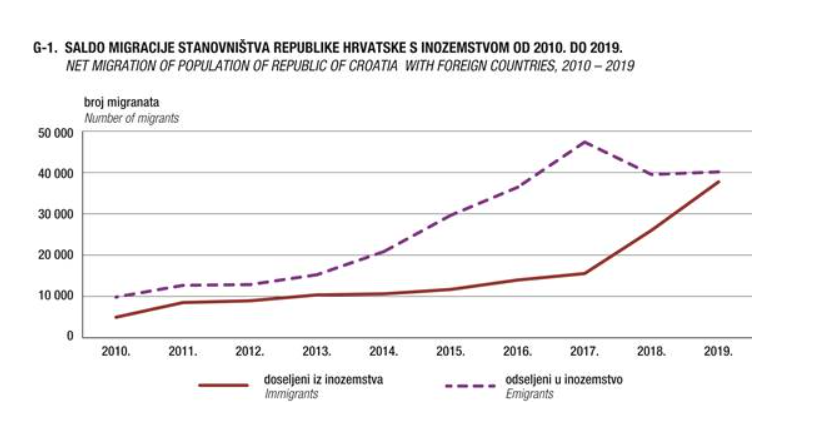 G-1. SALDO MIGRACIJE STANOVNIŠTVA REPUBLIKE HRVATSKE S INOZEMSTVOM OD 2010. DO 2019.
NET MIGRATION OF POPULATION OF REPUBLIC OF CROATIA WITH FOREIGN COUNTRIES, 2010 – 2019
broj migranata
Number of migrants
50 000
40 000
30 000
20 000
10 000
0
2010. 2011. 2012. 2013. 2014. 2015. 2016. 2017. 2018. 2019.
doseljeni iz inozemstva
Immigrants
odseljeni u inozemstvo
Emigrants